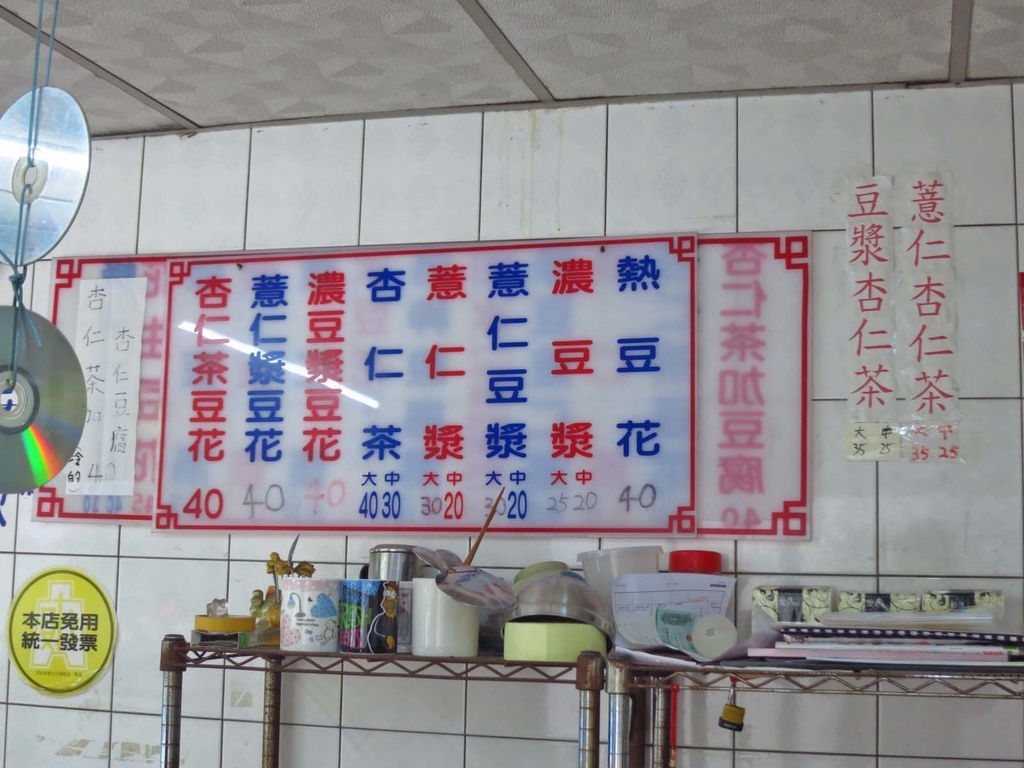 薏仁杏仁茶
大 中
35 25
豆漿杏仁茶
大 中
35 25
杏仁茶加豆腐
40
熱豆花
40
濃豆漿
大 中
25 20
薏仁豆漿
大 中
30 20
薏仁漿
大 中
30 20
杏仁茶
大 中
40 30
濃豆漿豆花
40
薏仁漿豆花
40
杏仁茶豆花
40
杏仁豆腐
杏仁茶加
40
冷的
本店免用
統一發票